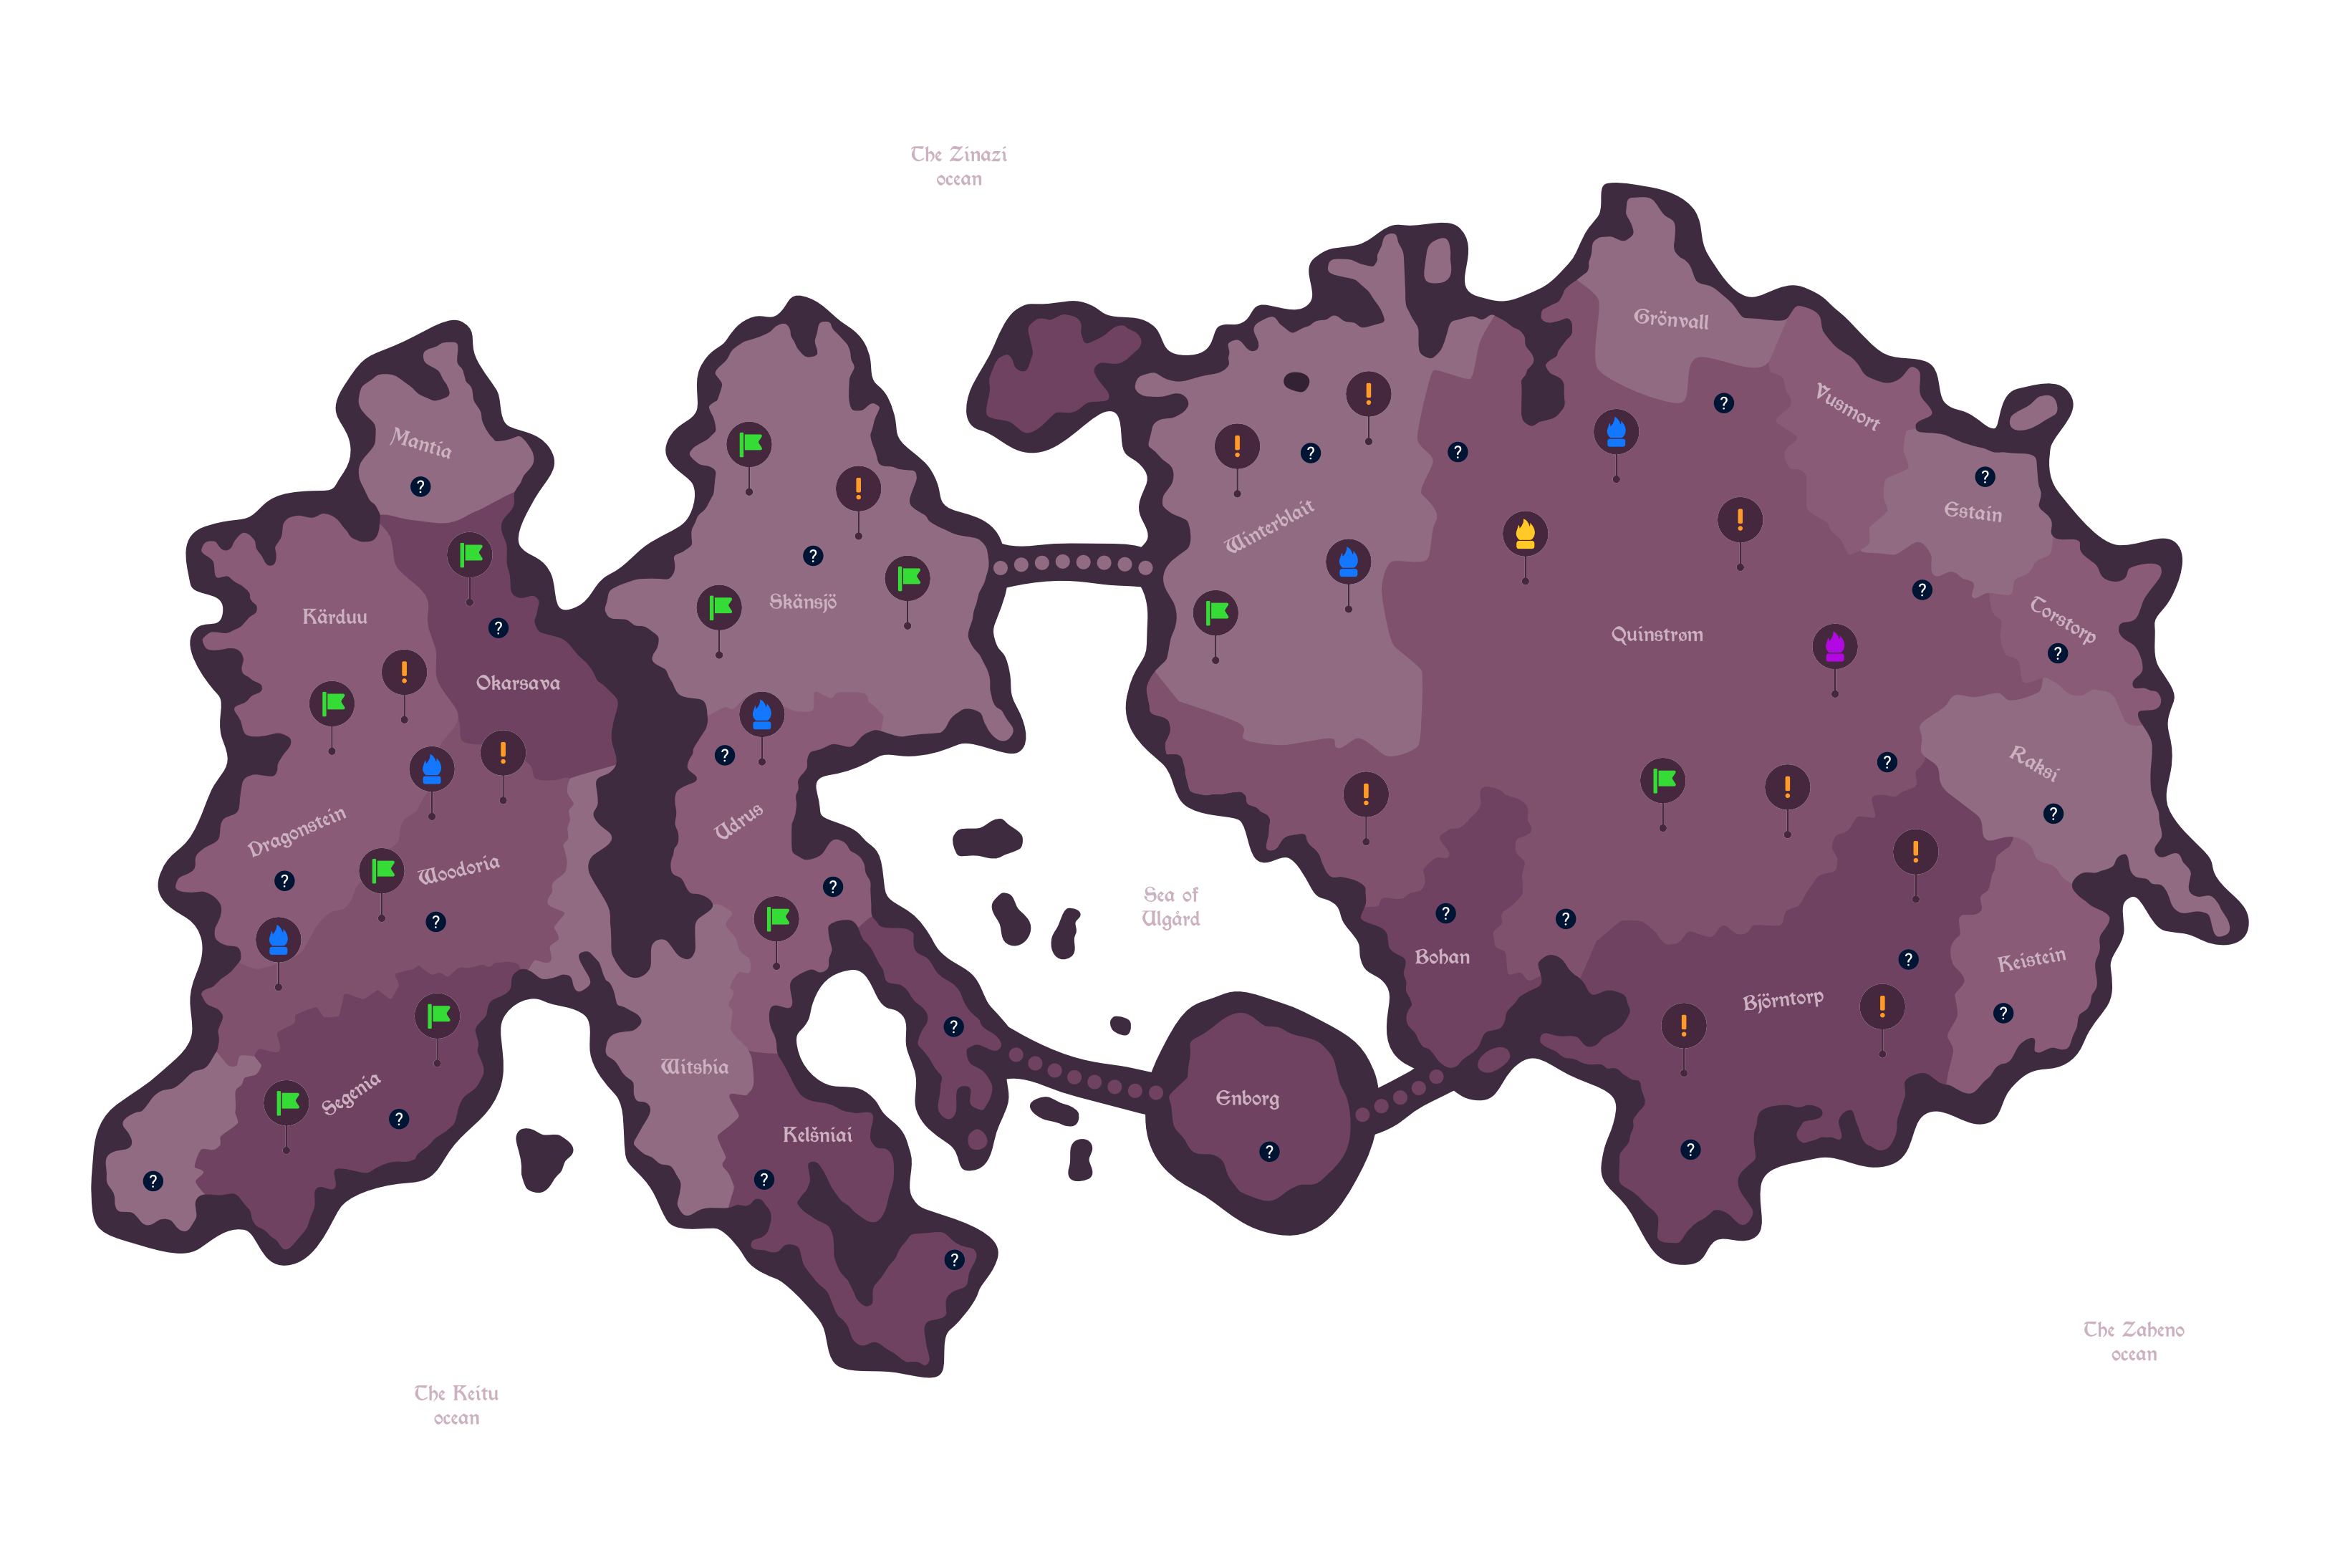 The Zinazi
ocean
Grönvall
Vusmort
Mantia
Winterblait
Estain
Kärduu
Skänsjö
Torstorp
Quinstrøm
Okarsava
Raksi
Udrus
Dragonstein
Woodoria
Sea of
Ulgård
Bohan
Keistein
Björntorp
Witshia
Segenia
Enborg
Kelšniai
The Zaheno
ocean
The Keitu
ocean